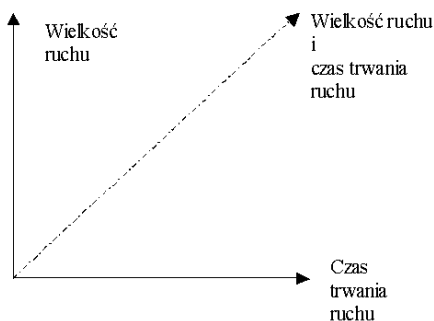 Wielkość
ruchu
Wielkość ruchu
i
czas trwania
ruchu
Czas
trwania
ruchu